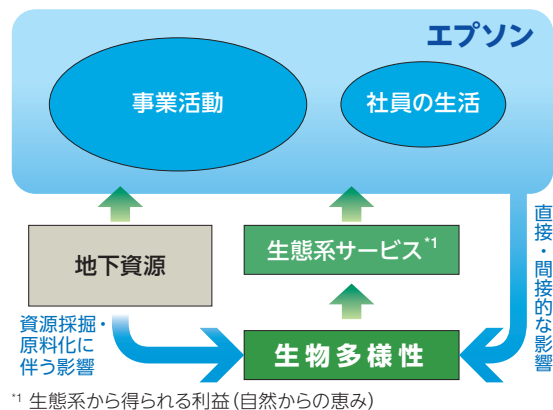 エプソン
事業活動
社員の生活
地下資源
生態系サービス*1
直接・間接的な影響
資源採掘・
原料化に
伴う影響
生物多様性
*1 生態系から得られる利益(自然からの恵み)